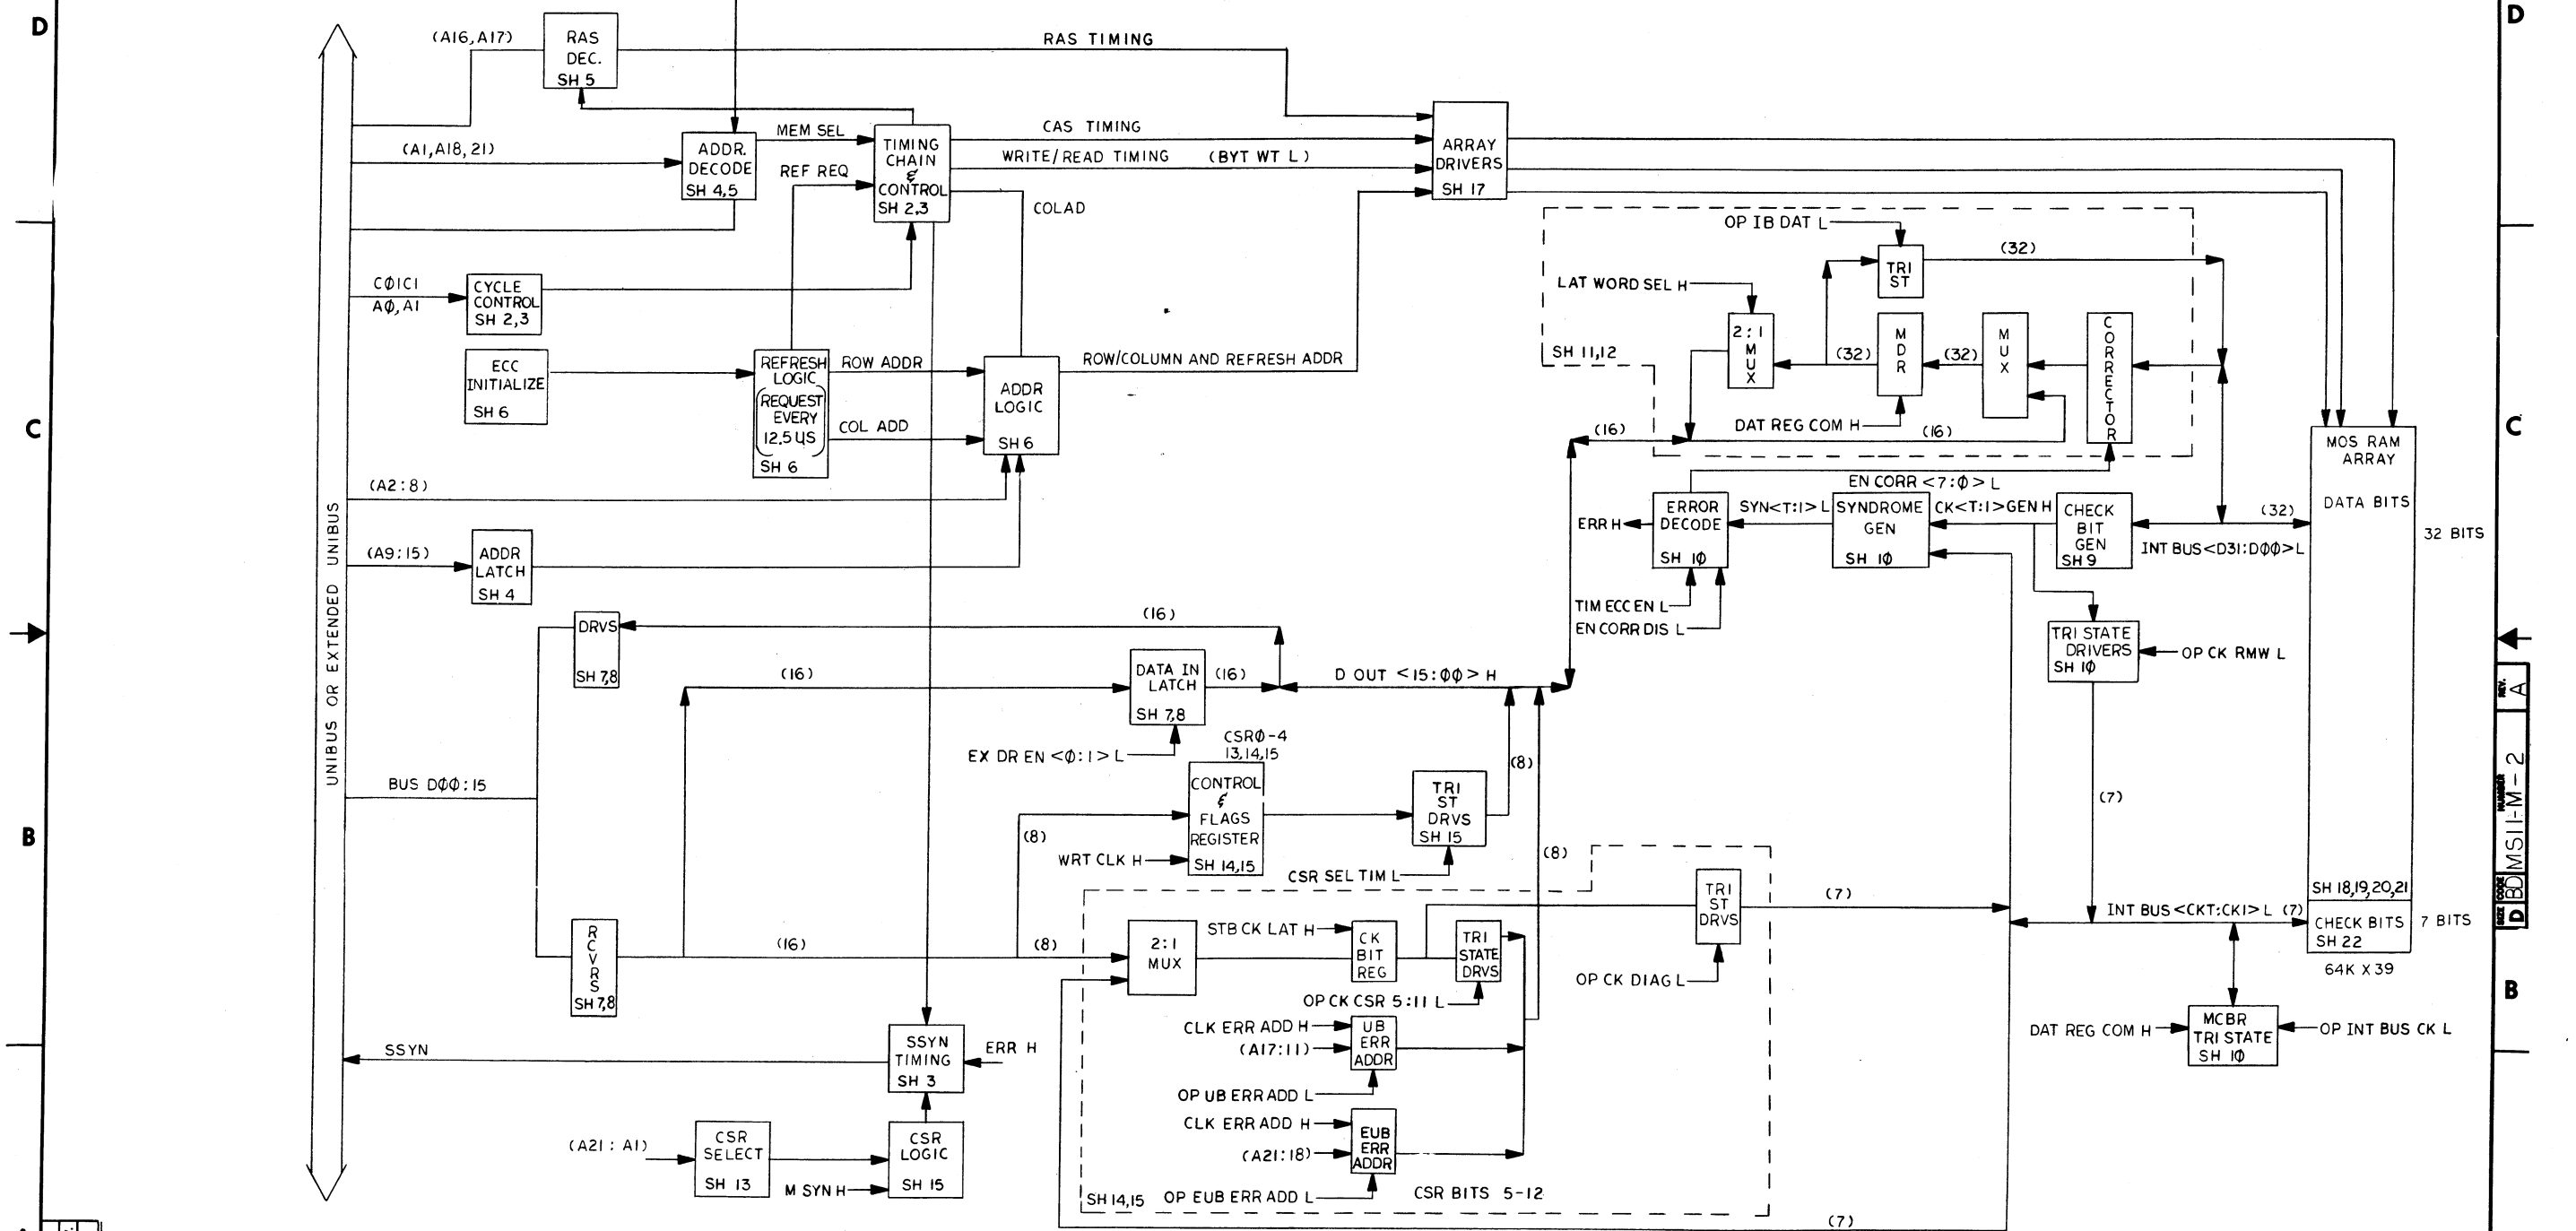 D
D
(A16,A17)
RAS
DEC.
SH 5
RAS TIMING
(A1,A18,21)
ADDR.
DECODE
SH 4,5
MEM SEL
REF REQ
TIMING
CHAIN
&
CONTROL
SH 2,3
CAS TIMING
WRITE/READ TIMING (BYT WT L)
COLAD
ARRAY
DRIVERS
SH 17
CØ1C1
AØ,A1
CYCLE
CONTROL
SH 2,3
ECC
INITIALIZE
SH 6
REFRESH
LOGIC
(REQUEST
EVERY
12.5 US)
SH 6
ROW ADDR
COL ADD
ADDR
LOGIC
SH 6
ROW/COLUMN AND REFRESH ADDR
OP IB DAT L
TRI
ST
(32)
LAT WORD SEL H
2:1
MUX
(32)
MDR
(32)
MUX
CORRECTOR
SH 11,12
DAT REG COM H
(16)
(16)
C
C
MOS RAM
ARRAY
DATA BITS
32 BITS
(A2:8)
(A9:15)
ADDR
LATCH
SH 4
UNIBUS OR EXTENDED UNIBUS
EN CORR <7:Ø> L
ERR H
ERROR
DECODE
SH 1Ø
SYN<T:1> L
SYNDROME
GEN
SH 1Ø
CK<T:1>GEN H
CHECK
BIT
GEN
SH 9
(32)
INT BUS<D31:DØØ>L
TIM ECC EN L
EN CORR DIS L
TRI STATE
DRIVERS
SH 1Ø
OP CK RMW L
DRVS
SH 7,8
(16)
(16)
DATA IN
LATCH
SH 7,8
(16)
D OUT <15:ØØ> H
EX DR EN <Ø:1> L
CSRØ-4
13,14,15
CONTROL
&
FLAGS
REGISTER
SH 14,15
(8)
WRT CLK H
TRI
ST
DRVS
SH 15
(8)
CSR SEL TIM L
(8)
BUS DØØ:15
B
B
(7)
REV.
A
NUMBER
MS11-M-2
SIZE CODE
D BD
RCVRS
SH 7,8
(16)
(8)
2:1
MUX
STB CK LAT H
CK
BIT
REG
TRI
STATE
DRVS
OP CK CSR 5:11 L
TRI
ST
DRVS
(7)
OP CK DIAG L
INT BUS<CKT:CK1>L (7)
SH 18,19,20,21
CHECK BITS
SH 22
7 BITS
64K X 39
DAT REG COM H
MCBR
TRI STATE
SH 1Ø
OP INT BUS CK L
SSYN
SSYN
TIMING
SH 3
ERR H
CLK ERR ADD H
(A17:11)
UB
ERR
ADDR
OP UB ERR ADD L
CLK ERR ADD H
(A21:18)
EUB
ERR
ADDR
OP EUB ERR ADD L
SH 14,15
CSR BITS 5-12
(A21:A1)
CSR
SELECT
SH 13
M SYN H
CSR
LOGIC
SH 15
(7)